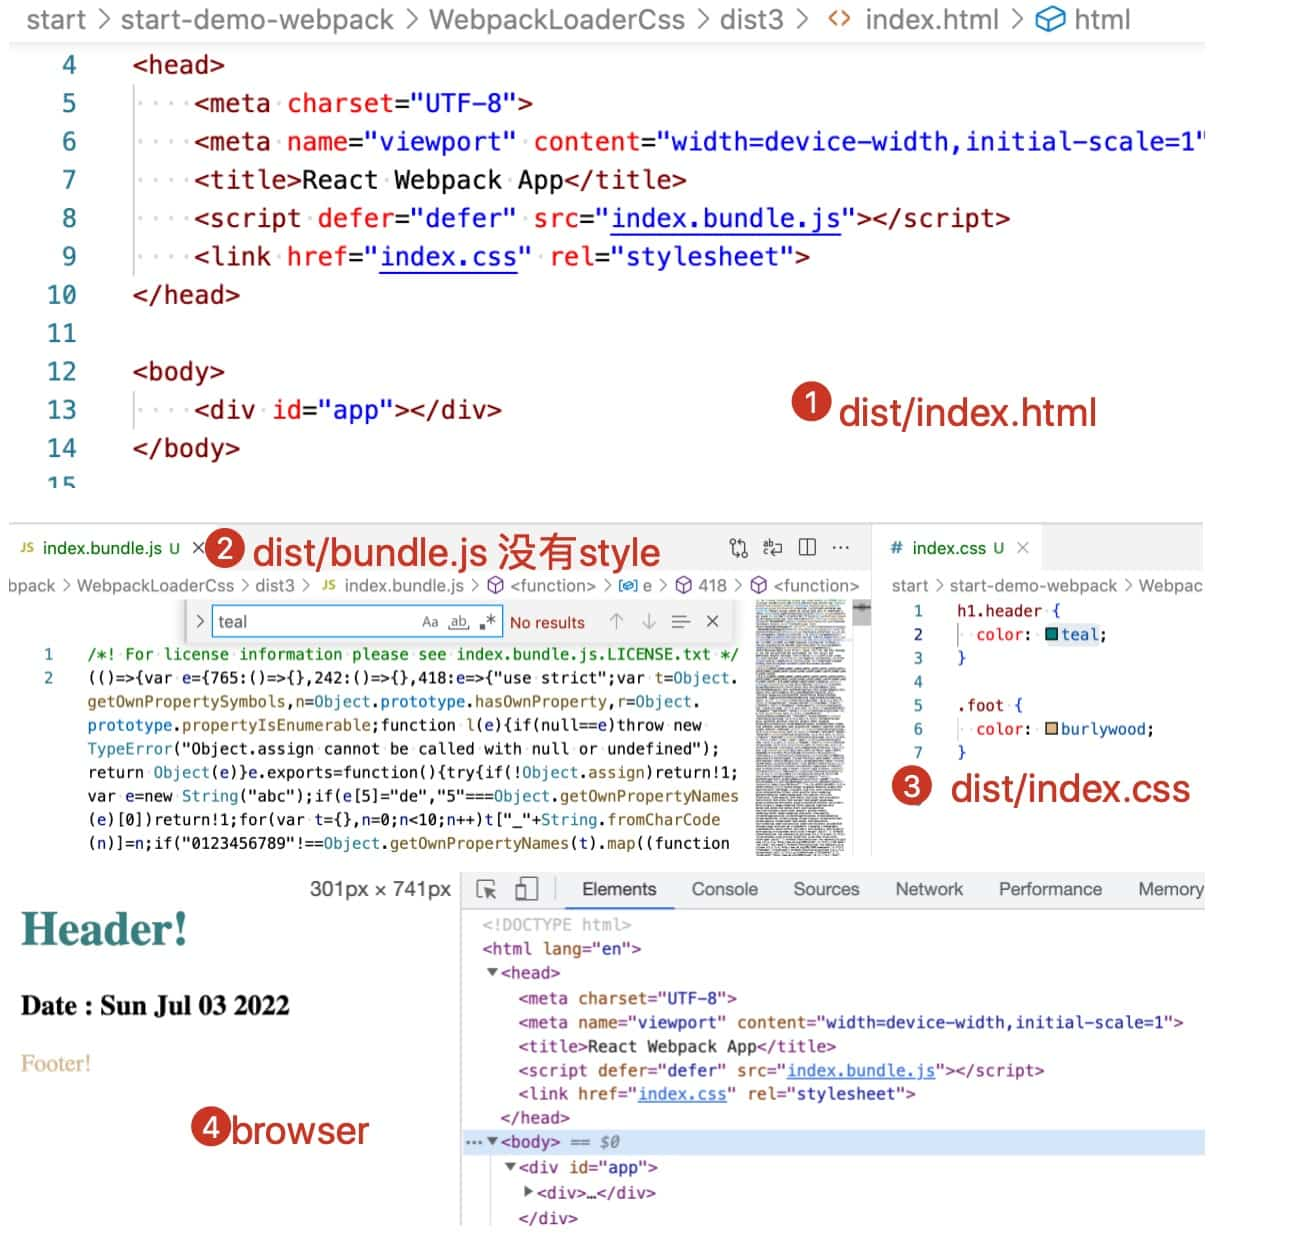 start > start-demo-webpack > WebpackLoaderCss > dist3 > <> index.html > html
4 <head>
5 <meta charset="UTF-8">
6 <meta name="viewport" content="width=device-width,initial-scale=1"
7 <title>React Webpack App</title>
8 <script defer="defer" src="index.bundle.js"></script>
9 <link href="index.css" rel="stylesheet">
10 </head>
11
12 <body>
13 <div id="app"></div>
14 </body>
15
1 dist/index.html
JS index.bundle.js U ×
2 dist/bundle.js 没有style
bpack > WebpackLoaderCss > dist3 > JS index.bundle.js > <function> > e > 418 > <function>
> teal Aa ab .* No results
1 /*! For license information please see index.bundle.js.LICENSE.txt */
2 (()=>{var e={765:()=>{},242:()=>{},418:e=>{"use strict";var t=Object.
getOwnPropertySymbols,n=Object.prototype.hasOwnProperty,r=Object.
prototype.propertyIsEnumerable;function l(e){if(null==e)throw new
TypeError("Object.assign cannot be called with null or undefined");
return Object(e)}e.exports=function(){try{if(!Object.assign)return!1;
var e=new String("abc");if(e[5]="de","5"===Object.getOwnPropertyNames
(e)[0])return!1;for(var t={},n=0;n<10;n++)t["_"+String.fromCharCode
(n)]=n;if("0123456789"!==Object.getOwnPropertyNames(t).map((function
# index.css U ×
start > start-demo-webpack > Webpac
1 h1.header {
2 color: teal;
3 }
4
5 .foot {
6 color: burlywood;
7 }
3 dist/index.css
301px × 741px
Header!
Date : Sun Jul 03 2022
Footer!
4 browser
Elements Console Sources Network Performance Memory
<!DOCTYPE html>
<html lang="en">
<head>
<meta charset="UTF-8">
<meta name="viewport" content="width=device-width,initial-scale=1">
<title>React Webpack App</title>
<script defer="defer" src="index.bundle.js"></script>
<link href="index.css" rel="stylesheet">
</head>
··· <body> == $0
<div id="app">
<div>…</div>
</div>